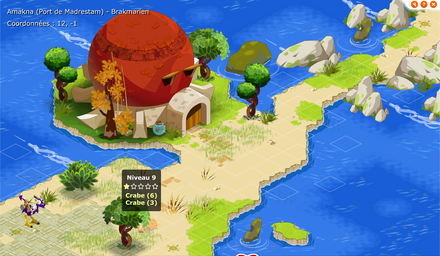 Amakna (Port de Madrestam) - Brakmarien
Coordonnées : 12, -1
Niveau 9
Crabe (6)
Crabe (3)